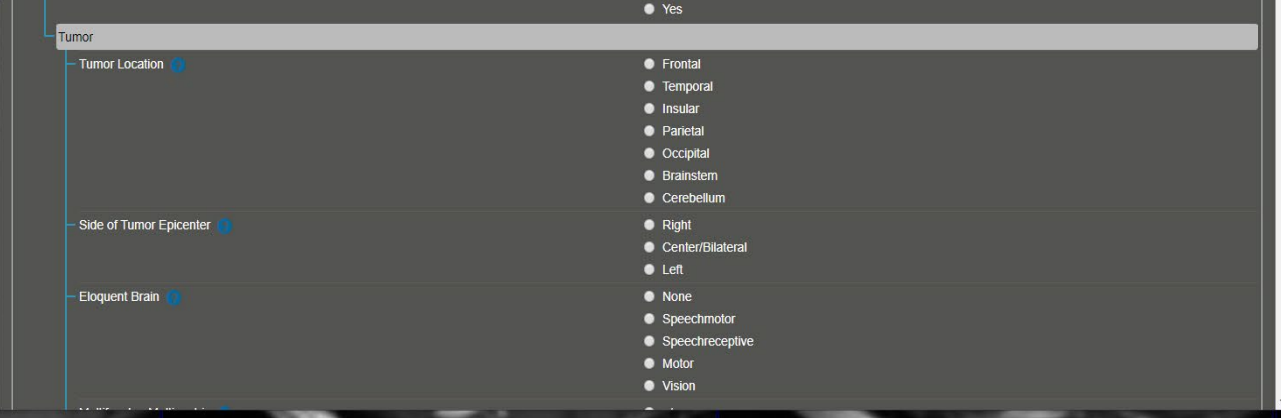 Yes
Tumor
Tumor Location
Frontal
Temporal
Insular
Parietal
Occipital
Brainstem
Cerebellum
Side of Tumor Epicenter
Right
Center/Bilateral
Left
Eloquent Brain
None
Speechmotor
Speechreceptive
Motor
Vision